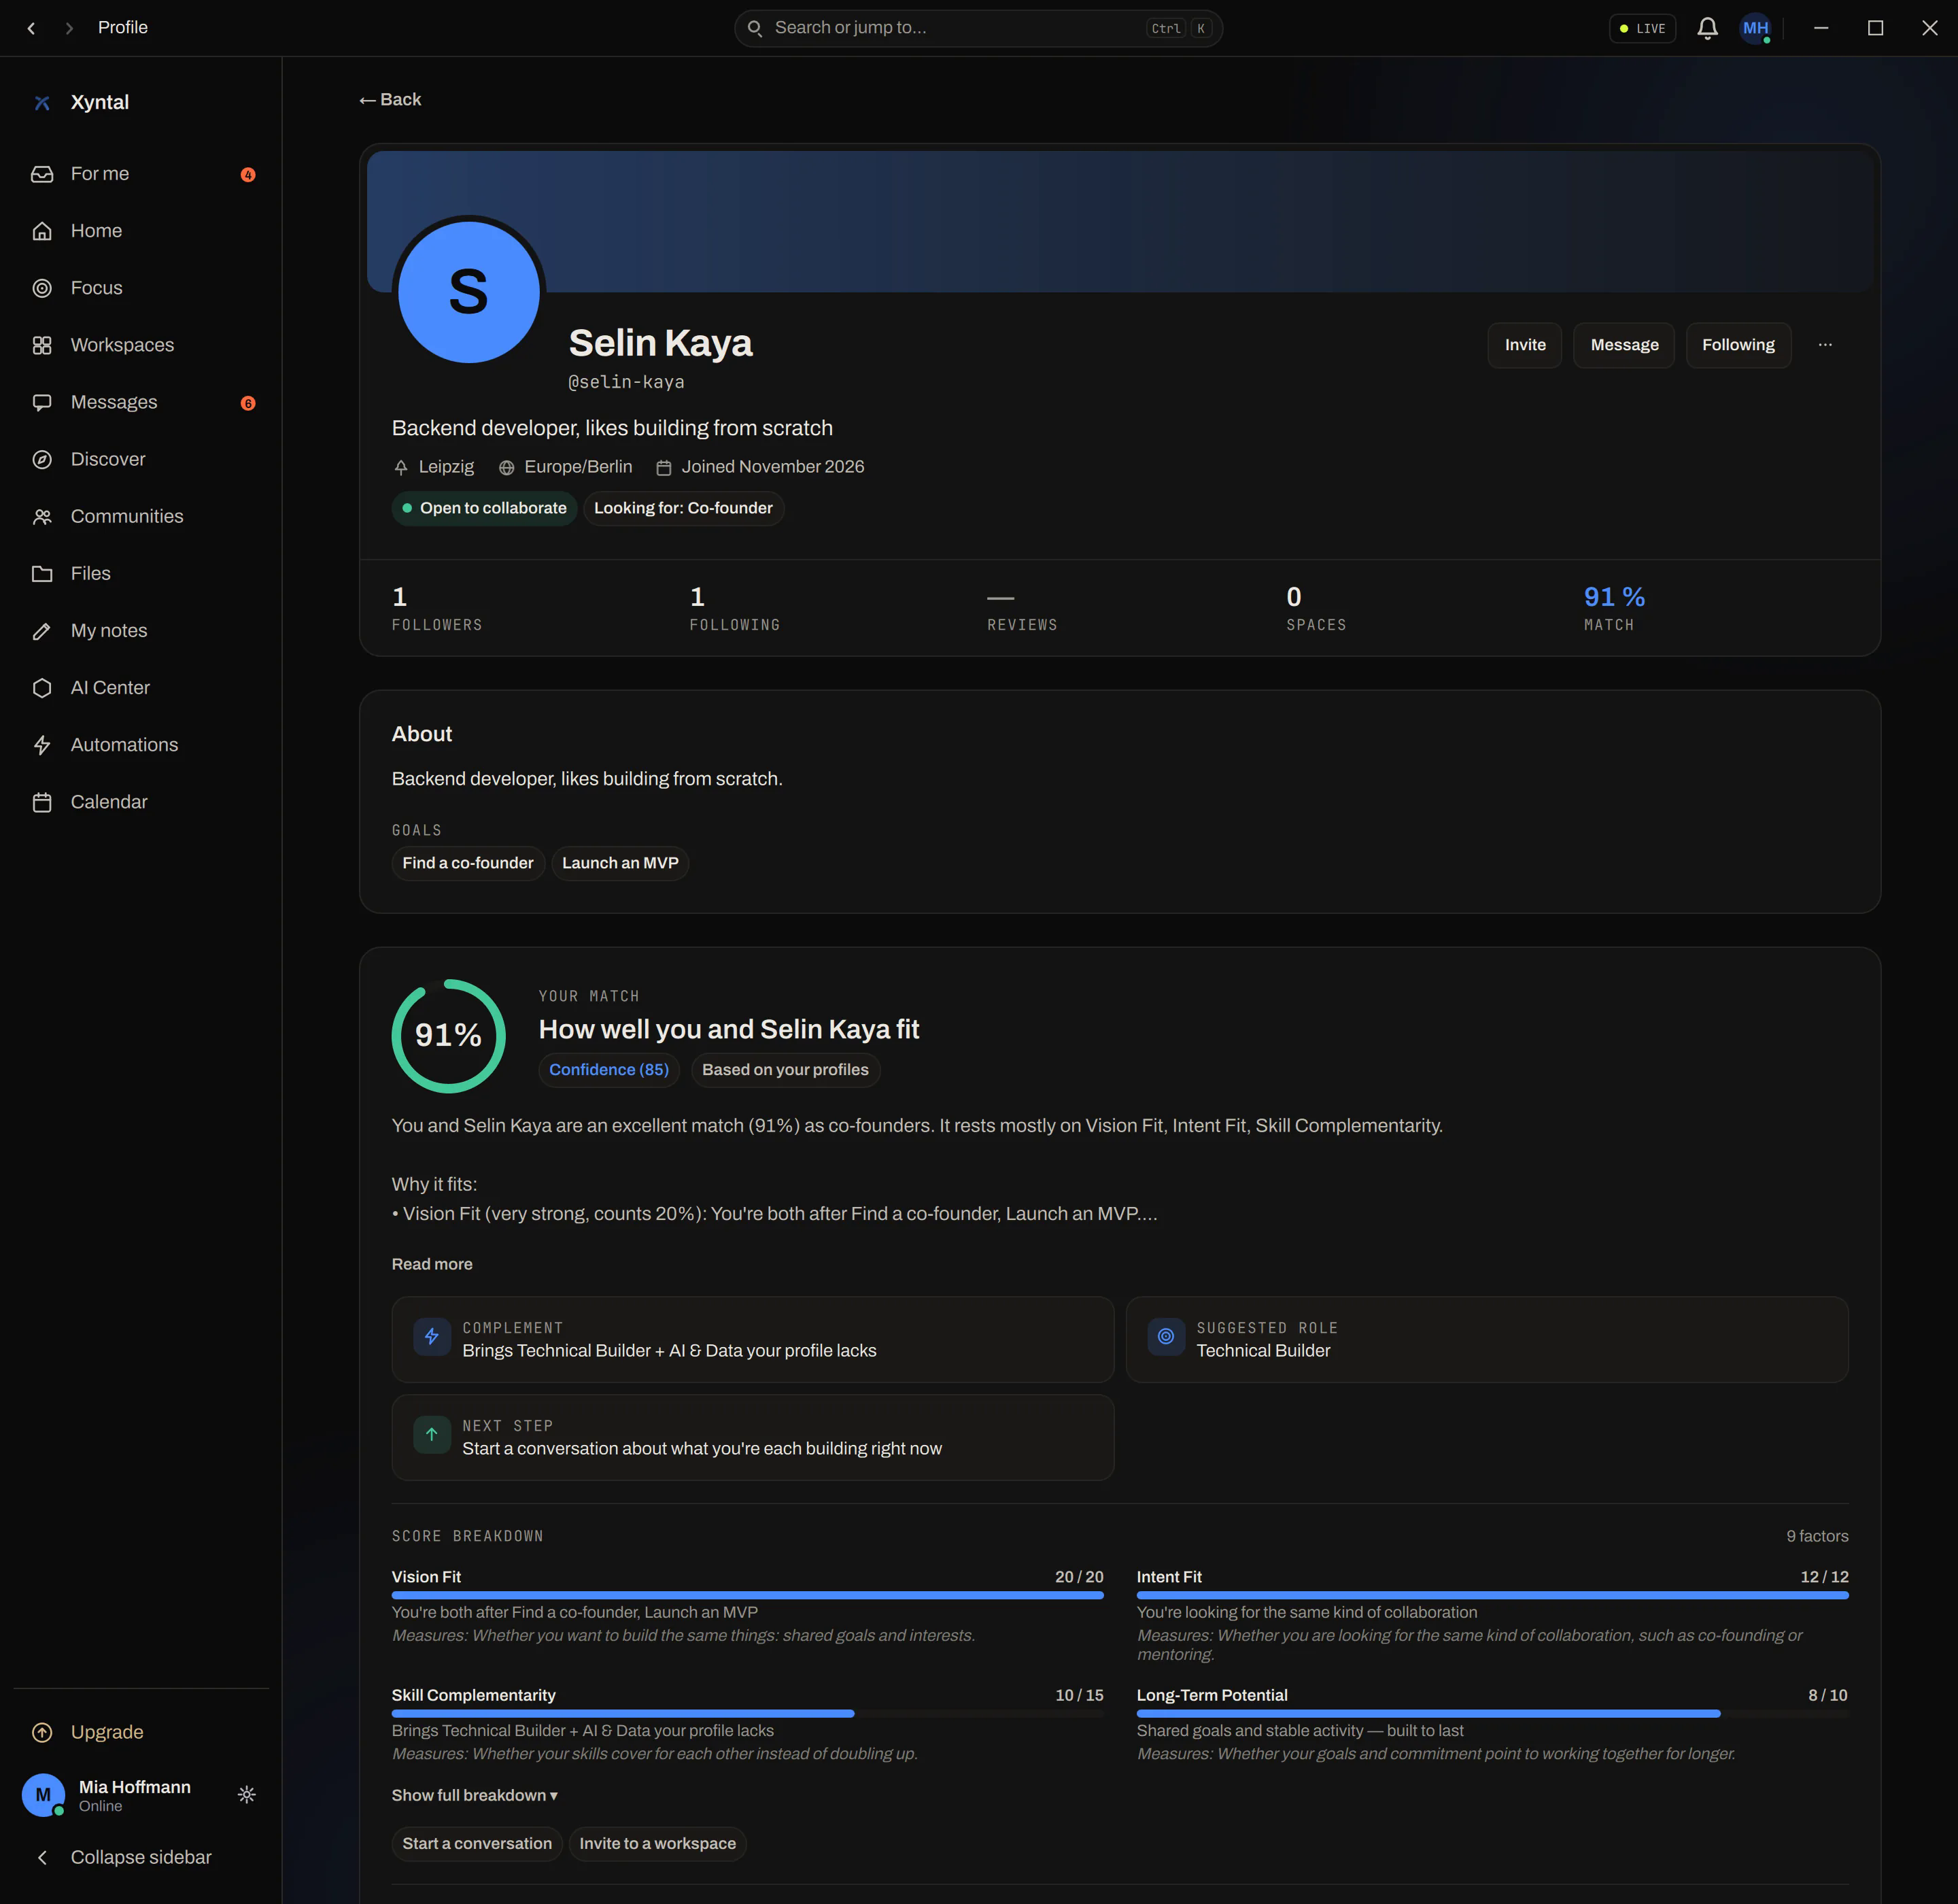 Profile
Search or jump to...
Ctrl K
LIVE
MH
Xyntal
For me
4
Home
Focus
Workspaces
Messages
6
Discover
Communities
Files
My notes
AI Center
Automations
Calendar
Upgrade
M
Mia Hoffmann
Online
Collapse sidebar
← Back
S
Selin Kaya
@selin-kaya
Invite
Message
Following
...
Backend developer, likes building from scratch
Leipzig
Europe/Berlin
Joined November 2026
Open to collaborate
Looking for: Co-founder
1
FOLLOWERS
1
FOLLOWING
—
REVIEWS
0
SPACES
91 %
MATCH
About
Backend developer, likes building from scratch.
GOALS
Find a co-founder
Launch an MVP
91%
YOUR MATCH
How well you and Selin Kaya fit
Confidence (85)
Based on your profiles
You and Selin Kaya are an excellent match (91%) as co-founders. It rests mostly on Vision Fit, Intent Fit, Skill Complementarity.
Why it fits:
• Vision Fit (very strong, counts 20%): You're both after Find a co-founder, Launch an MVP....
Read more
COMPLEMENT
Brings Technical Builder + AI & Data your profile lacks
SUGGESTED ROLE
Technical Builder
NEXT STEP
Start a conversation about what you're each building right now
SCORE BREAKDOWN
9 factors
Vision Fit
20 / 20
You're both after Find a co-founder, Launch an MVP
Measures: Whether you want to build the same things: shared goals and interests.
Intent Fit
12 / 12
You're looking for the same kind of collaboration
Measures: Whether you are looking for the same kind of collaboration, such as co-founding or
mentoring.
Skill Complementarity
10 / 15
Brings Technical Builder + AI & Data your profile lacks
Measures: Whether your skills cover for each other instead of doubling up.
Long-Term Potential
8 / 10
Shared goals and stable activity — built to last
Measures: Whether your goals and commitment point to working together for longer.
Show full breakdown ▾
Start a conversation
Invite to a workspace